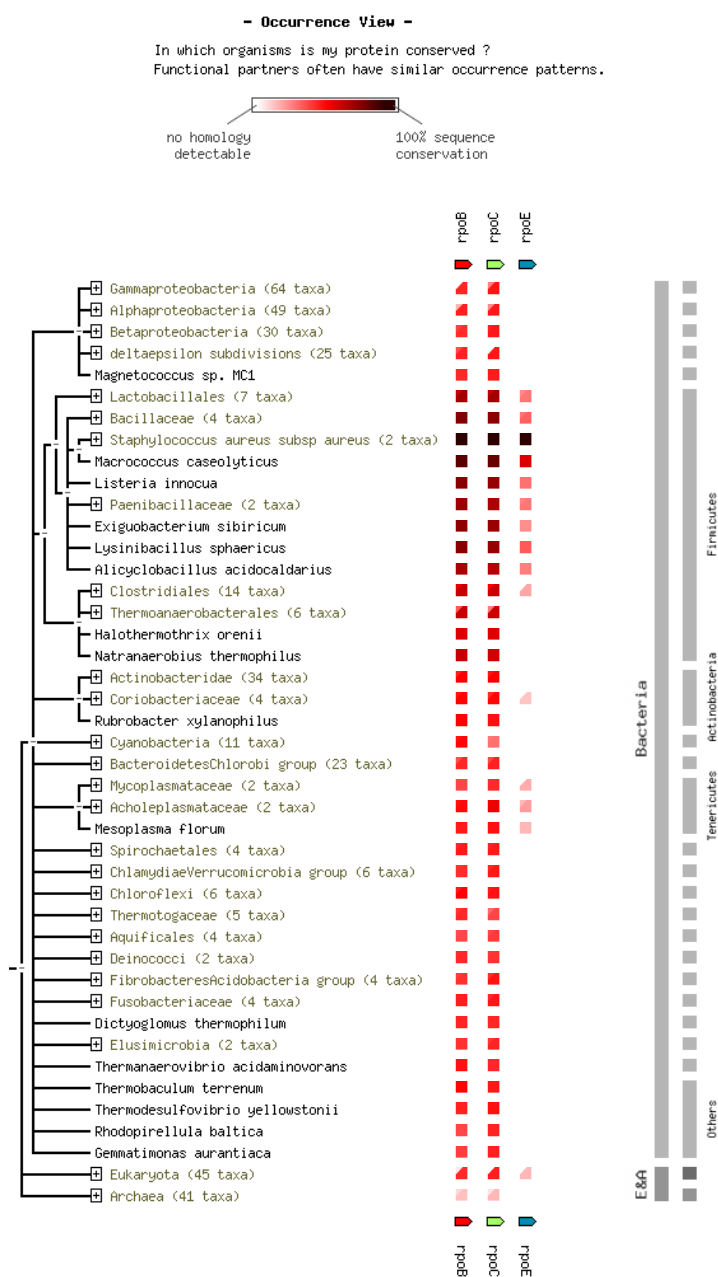 - Occurrence View -
In which organisms is my protein conserved ?
Functional partners often have similar occurrence patterns.
no homology
detectable
100% sequence
conservation
rpoB
rpoC
rpoE
Gammaproteobacteria (64 taxa)
Alphaproteobacteria (49 taxa)
Betaproteobacteria (30 taxa)
deltaepsilon subdivisions (25 taxa)
Magnetococcus sp. MC1
Lactobacillales (7 taxa)
Bacillaceae (4 taxa)
Staphylococcus aureus subsp aureus (2 taxa)
Macrococcus caseolyticus
Listeria innocua
Paenibacillaceae (2 taxa)
Exiguobacterium sibiricum
Lysinibacillus sphaericus
Alicyclobacillus acidocaldarius
Clostridiales (14 taxa)
Thermoanaerobacterales (6 taxa)
Halothermothrix orenii
Natranaerobius thermophilus
Actinobacteridae (34 taxa)
Coriobacteriaceae (4 taxa)
Rubrobacter xylanophilus
Cyanobacteria (11 taxa)
BacteroidetesChlorobi group (23 taxa)
Mycoplasmataceae (2 taxa)
Acholeplasmataceae (2 taxa)
Mesoplasma florum
Spirochaetales (4 taxa)
ChlamydiaeVerrucomicrobia group (6 taxa)
Chloroflexi (6 taxa)
Thermotogaceae (5 taxa)
Aquificales (4 taxa)
Deinococci (2 taxa)
FibrobacteresAcidobacteria group (4 taxa)
Fusobacteriaceae (4 taxa)
Dictyoglomus thermophilum
Elusimicrobia (2 taxa)
Thermanaerovibrio acidaminovorans
Thermobaculum terrenum
Thermodesulfovibrio yellowstonii
Rhodopirellula baltica
Gemmatimonas aurantiaca
Eukaryota (45 taxa)
Archaea (41 taxa)
Bacteria
E&A
Firmicutes
Actinobacteria
Tenericutes
Others
rpoB
rpoC
rpoE